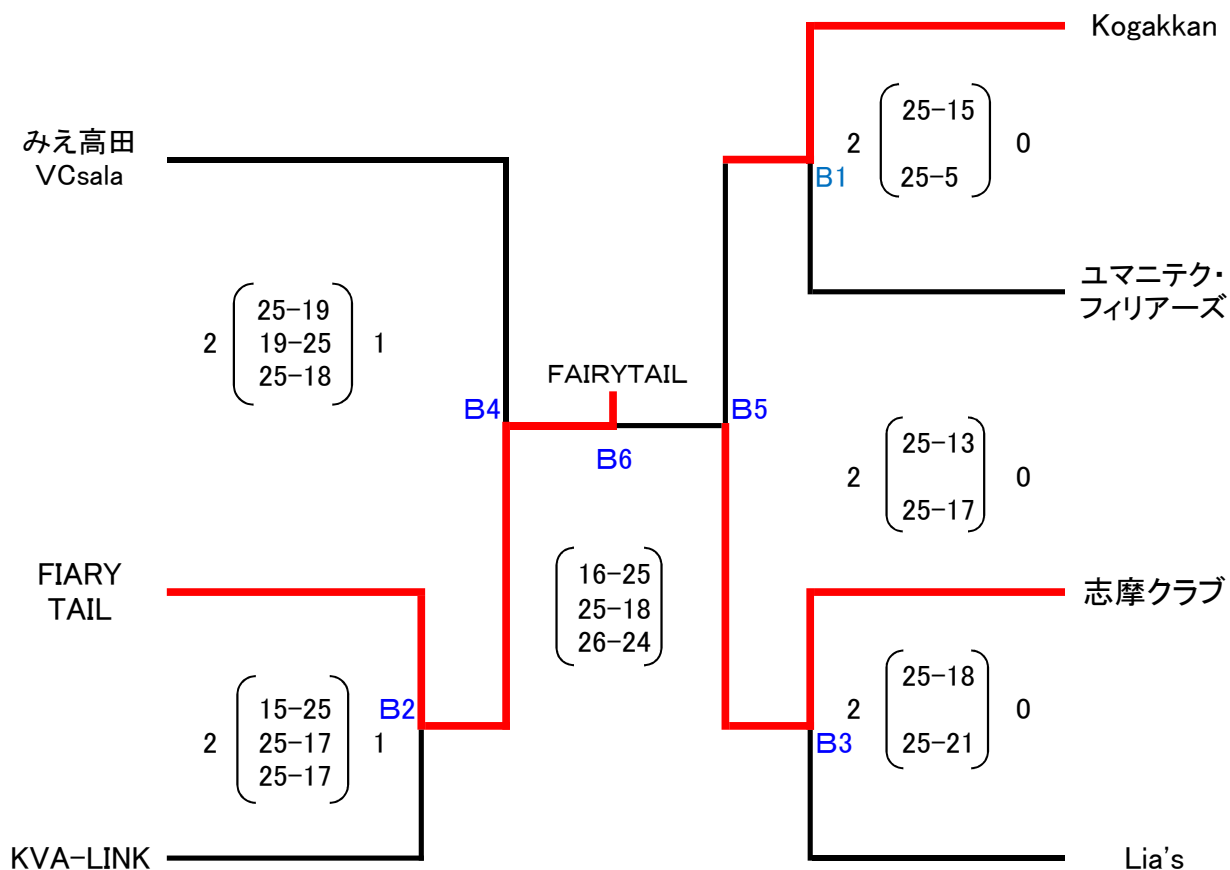 Kogakkan
みえ高田
VCsala
2
25-15
25-5
0
B1
ユマニテク・
フィリアーズ
2
25-19
19-25
25-18
1
FAIRYTAIL
B4
B5
B6
2
25-13
25-17
0
FIARY
TAIL
16-25
25-18
26-24
志摩クラブ
2
15-25
25-17
25-17
1
B2
2
25-18
25-21
0
B3
KVA-LINK
Lia's